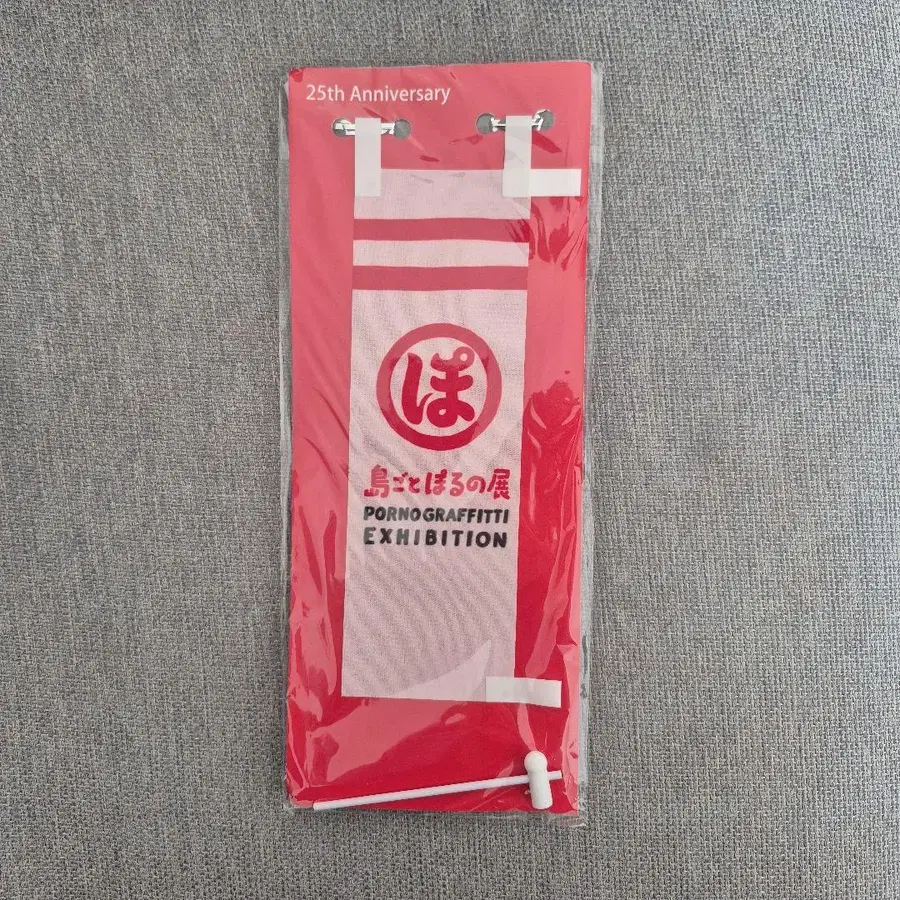 25th Anniversary
ぽ
島ごとぽるの展
PORNOGRAFFITTI
EXHIBITION